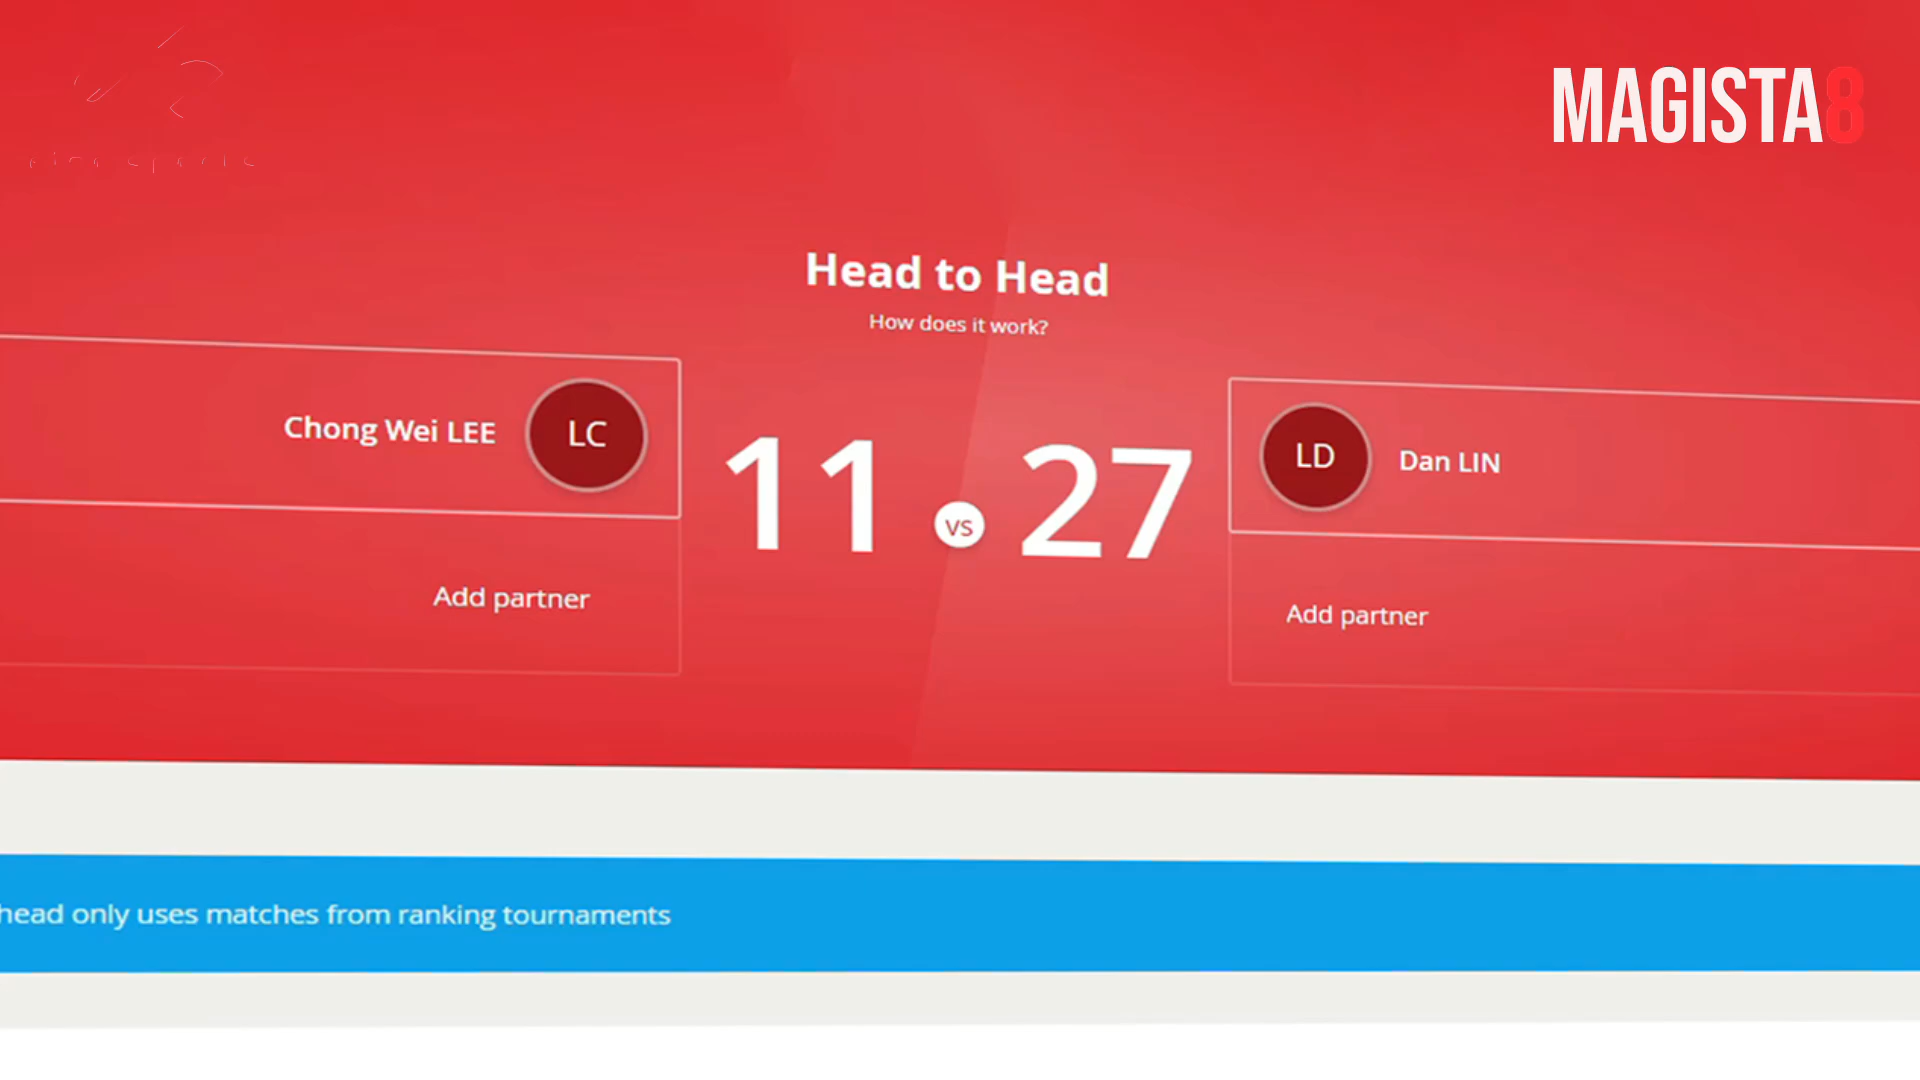 MAGISTA8
Head to Head
How does it work?
Chong Wei LEE
LC
11
vs
27
LD
Dan LIN
Add partner
Add partner
head only uses matches from ranking tournaments